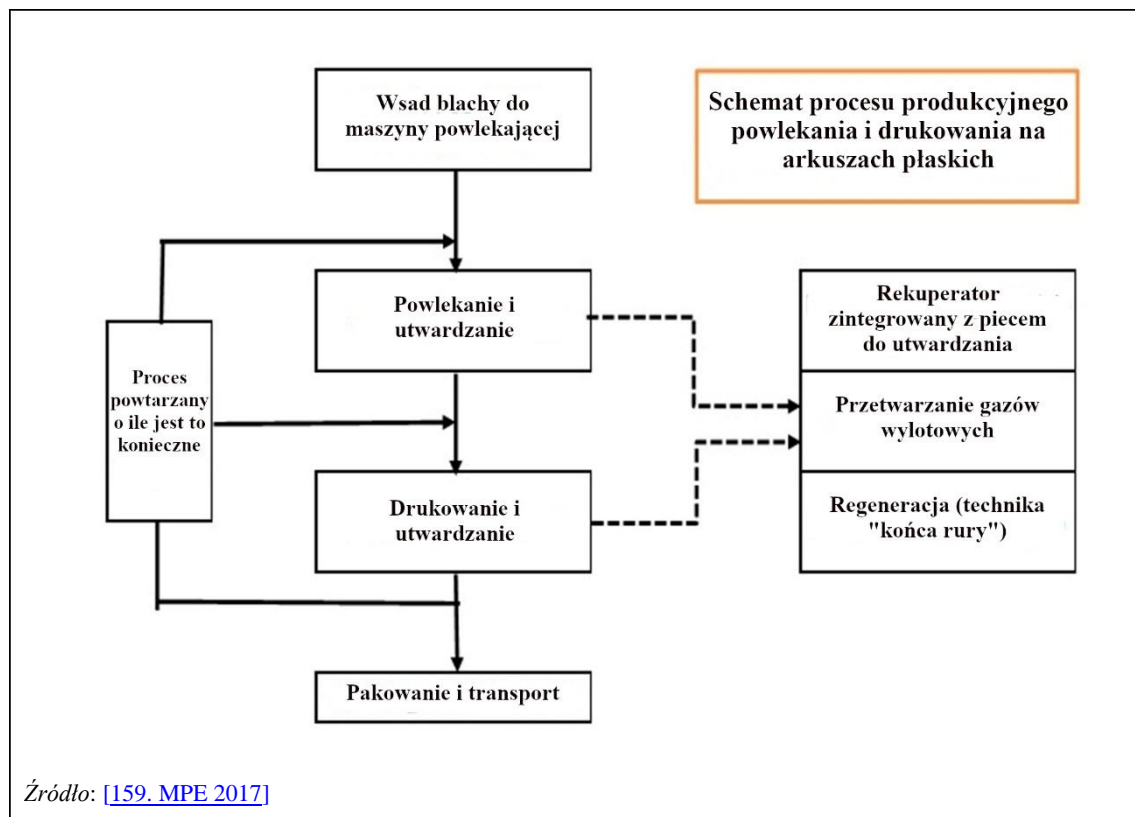 Wsad blachy do
maszyny powlekającej
Schemat procesu produkcyjnego
powlekania i drukowania na
arkuszach płaskich
Powlekanie i
utwardzanie
Rekuperator
zintegrowany z piecem
do utwardzania
Proces
powtarzany
o ile jest to
konieczne
Przetwarzanie gazów
wylotowych
Drukowanie i
utwardzanie
Regeneracja (technika
"końca rury")
Pakowanie i transport
Źródło: [159. MPE 2017]